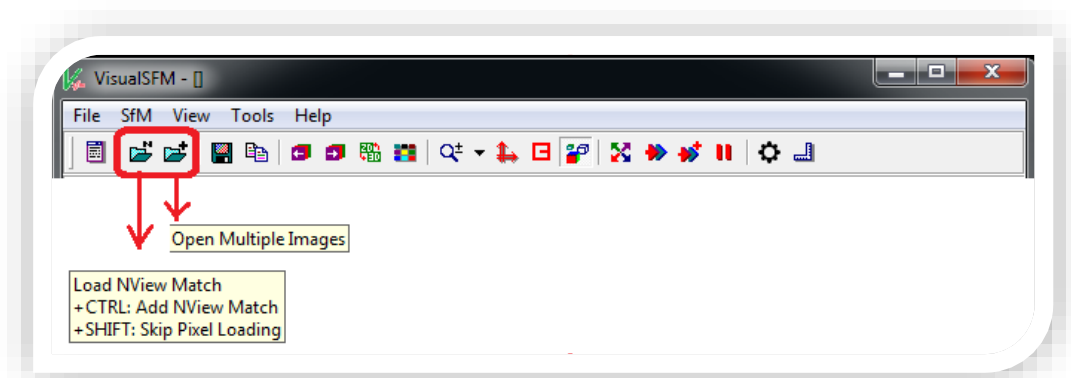 VisualSFM - []
File SfM View Tools Help
Open Multiple Images
Load NView Match
+CTRL: Add NView Match
+SHIFT: Skip Pixel Loading